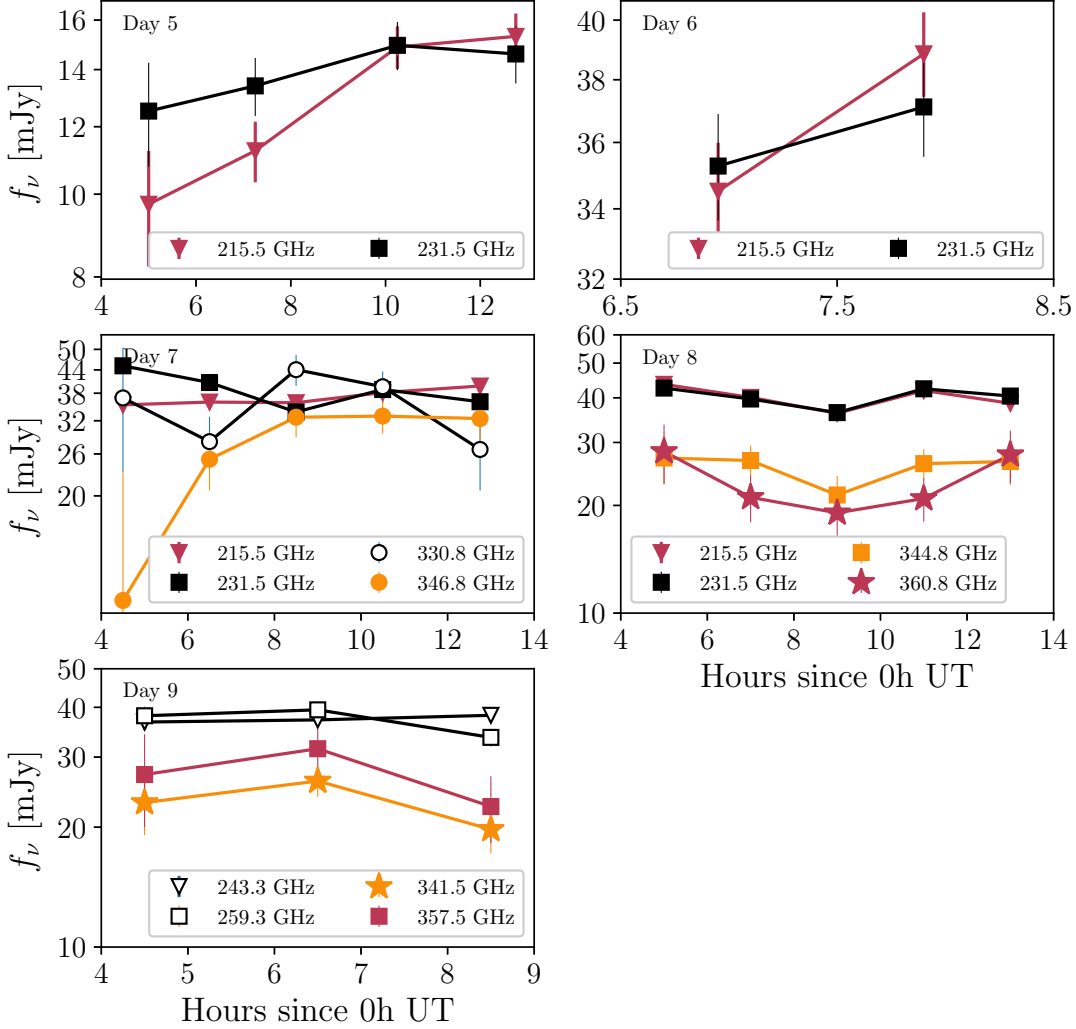 Day 5
f_ν [mJy]
16
14
12
10
8
215.5 GHz 231.5 GHz
4 6 8 10 12
Day 6
40
38
36
34
32
215.5 GHz 231.5 GHz
6.5 7.5 8.5
Day 7
f_ν [mJy]
50
44
38
32
26
20
215.5 GHz 330.8 GHz
231.5 GHz 346.8 GHz
4 6 8 10 12 14
Day 8
60
50
40
30
20
10
215.5 GHz 344.8 GHz
231.5 GHz 360.8 GHz
4 6 8 10 12 14
Hours since 0h UT
Day 9
f_ν [mJy]
50
40
30
20
10
243.3 GHz 341.5 GHz
259.3 GHz 357.5 GHz
4 5 6 7 8 9
Hours since 0h UT